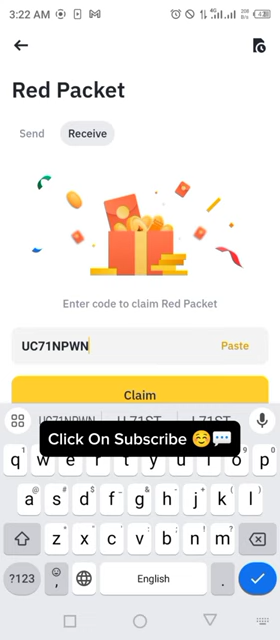 3:22 AM
Red Packet
Send Receive
Enter code to claim Red Packet
UC71NPWN Paste
Claim
Click On Subscribe ☺️💬
q w e r t y u i o p
a s d f g h j k l
z x c v b n m
?123 , English .